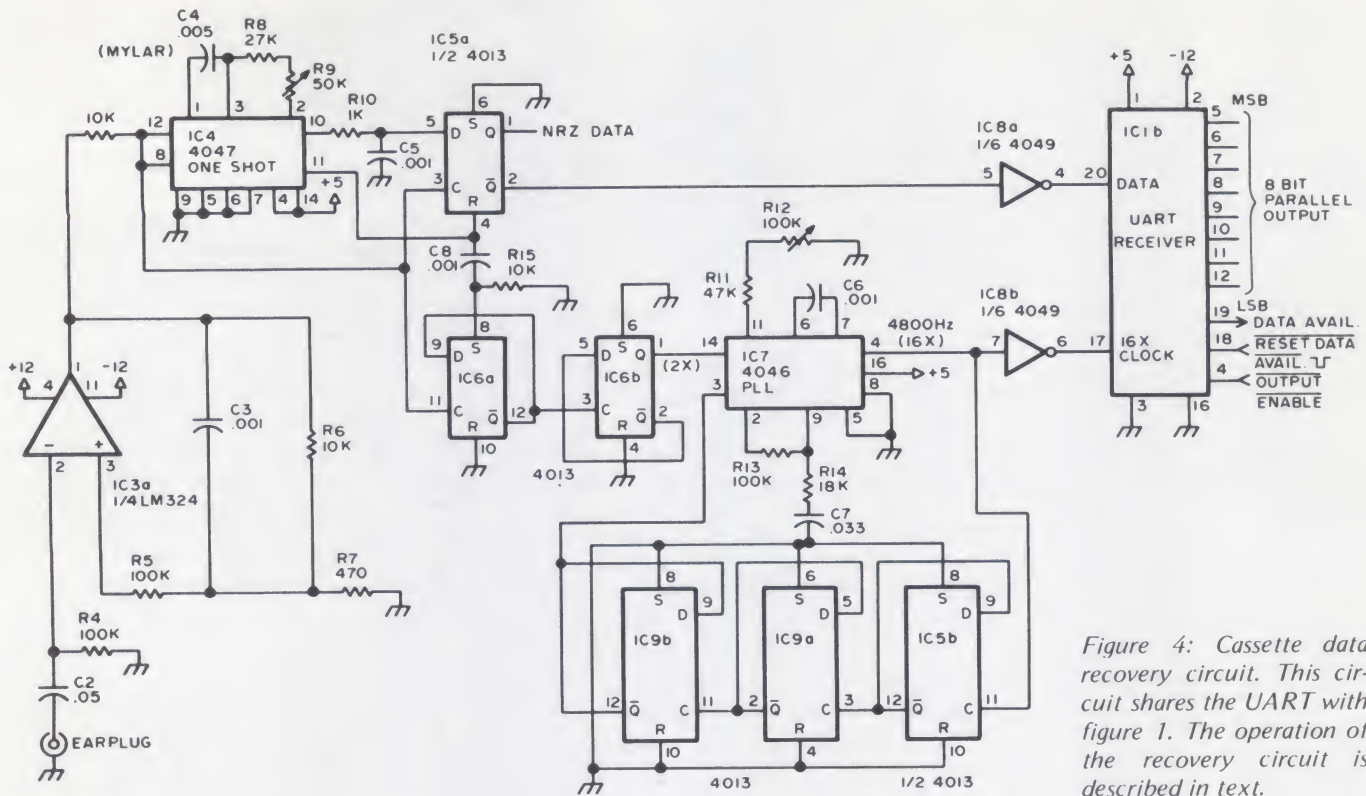 C4
.005
(MYLAR)
R8
27K
R9
50K
10K
12
8
1
3
2
10
11
IC4
4047
ONE SHOT
9
5
6
7
4
14
+5
R10
1K
C5
.001
IC5a
1/2 4013
6
S
5
D
Q
1
NRZ DATA
3
C
Q̅
2
R
4
C8
.001
R15
10K
8
S
9
D
IC6a
11
C
Q̅
12
R
10
6
S
5
D
Q
1
(2X)
IC6b
3
C
Q̅
2
R
4
4013
R12
100K
R11
47K
C6
.001
11
6
7
14
IC7
4046
PLL
3
4
16
8
+5
2
9
5
4800Hz
(16X)
R13
100K
R14
18K
C7
.033
IC8a
1/6 4049
5
4
20
IC8b
1/6 4049
7
6
17
+5
-12
1
2
IC1b
DATA
UART
RECEIVER
16X
CLOCK
5
MSB
6
7
8
9
10
11
12
LSB
8 BIT
PARALLEL
OUTPUT
19
DATA AVAIL.
18
RESET DATA
AVAIL.
4
OUTPUT
ENABLE
3
16
+12
4
1
11
-12
-
+
2
3
IC3a
1/4LM324
C3
.001
R6
10K
R5
100K
R7
470
R4
100K
C2
.05
EARPLUG
8
S
D
9
IC9b
12
Q̅
C
11
R
10
6
S
D
5
IC9a
2
Q̅
C
3
R
4
4013
8
S
D
9
IC5b
12
Q̅
C
11
R
10
1/2 4013
Figure 4: Cassette data
recovery circuit. This cir-
cuit shares the UART with
figure 1. The operation of
the recovery circuit is
described in text.